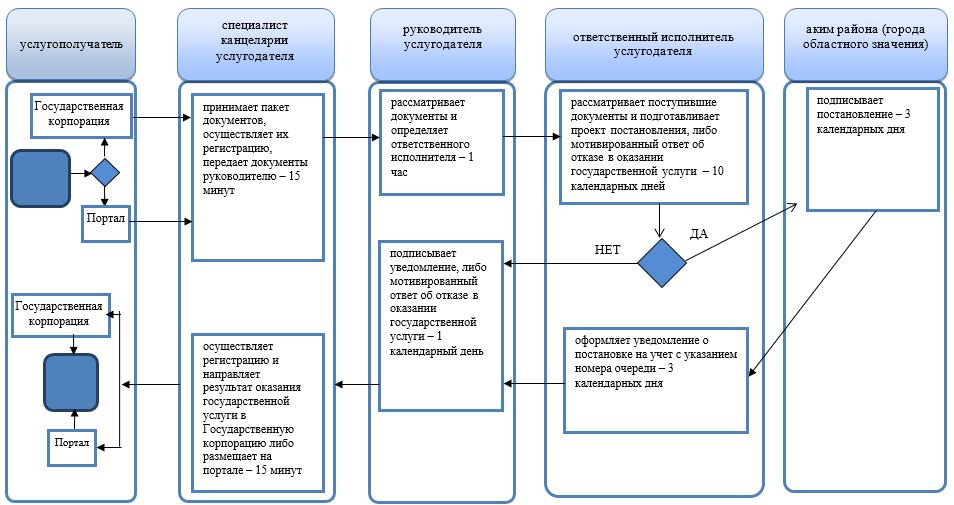 услугополучатель
специалист
канцелярии
услугодателя
руководитель
услугодателя
ответственный исполнитель
услугодателя
аким района (города
областного значения)
Государственная
корпорация
Портал
принимает пакет
документов,
осуществляет их
регистрацию,
передает документы
руководителю – 15
минут
рассматривает
документы и
определяет
ответственного
исполнителя – 1
час
рассматривает поступившие
документы и подготавливает
проект постановления, либо
мотивированный ответ об
отказе в оказании
государственной услуги – 10
календарных дней
подписывает
постановление – 3
календарных дня
НЕТ
ДА
подписывает
уведомление, либо
мотивированный
ответ об отказе в
оказании
государственной
услуги – 1
календарный день
оформляет уведомление о
постановке на учет с указанием
номера очереди – 3
календарных дня
осуществляет
регистрацию и
направляет
результат оказания
государственной
услуги в
Государственную
корпорацию либо
размещает на
портале – 15 минут
Государственная
корпорация
Портал